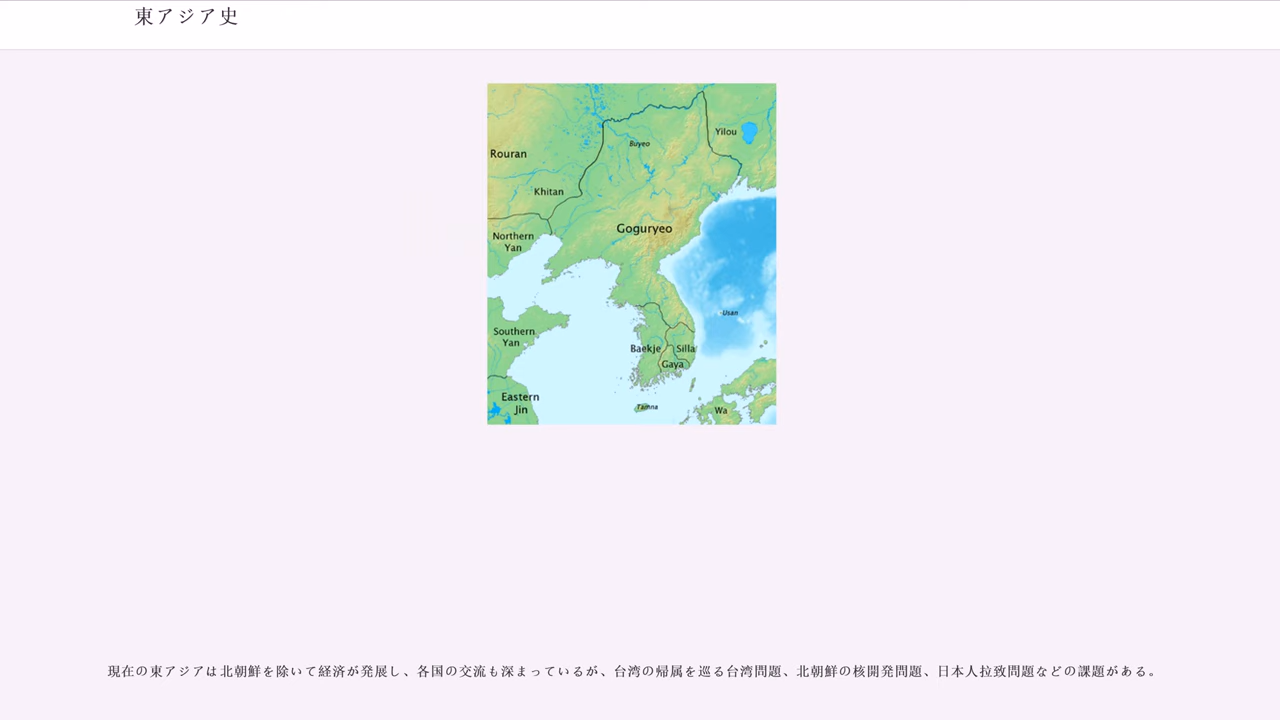 東アジア史
Buyeo
Yilou
Rouran
Khitan
Goguryeo
Northern
Yan
Usan
Southern
Yan
Baekje
Silla
Gaya
Eastern
Jin
Tamna
Wa
現在の東アジアは北朝鮮を除いて経済が発展し、各国の交流も深まっているが、台湾の帰属を巡る台湾問題、北朝鮮の核開発問題、日本人拉致問題などの課題がある。